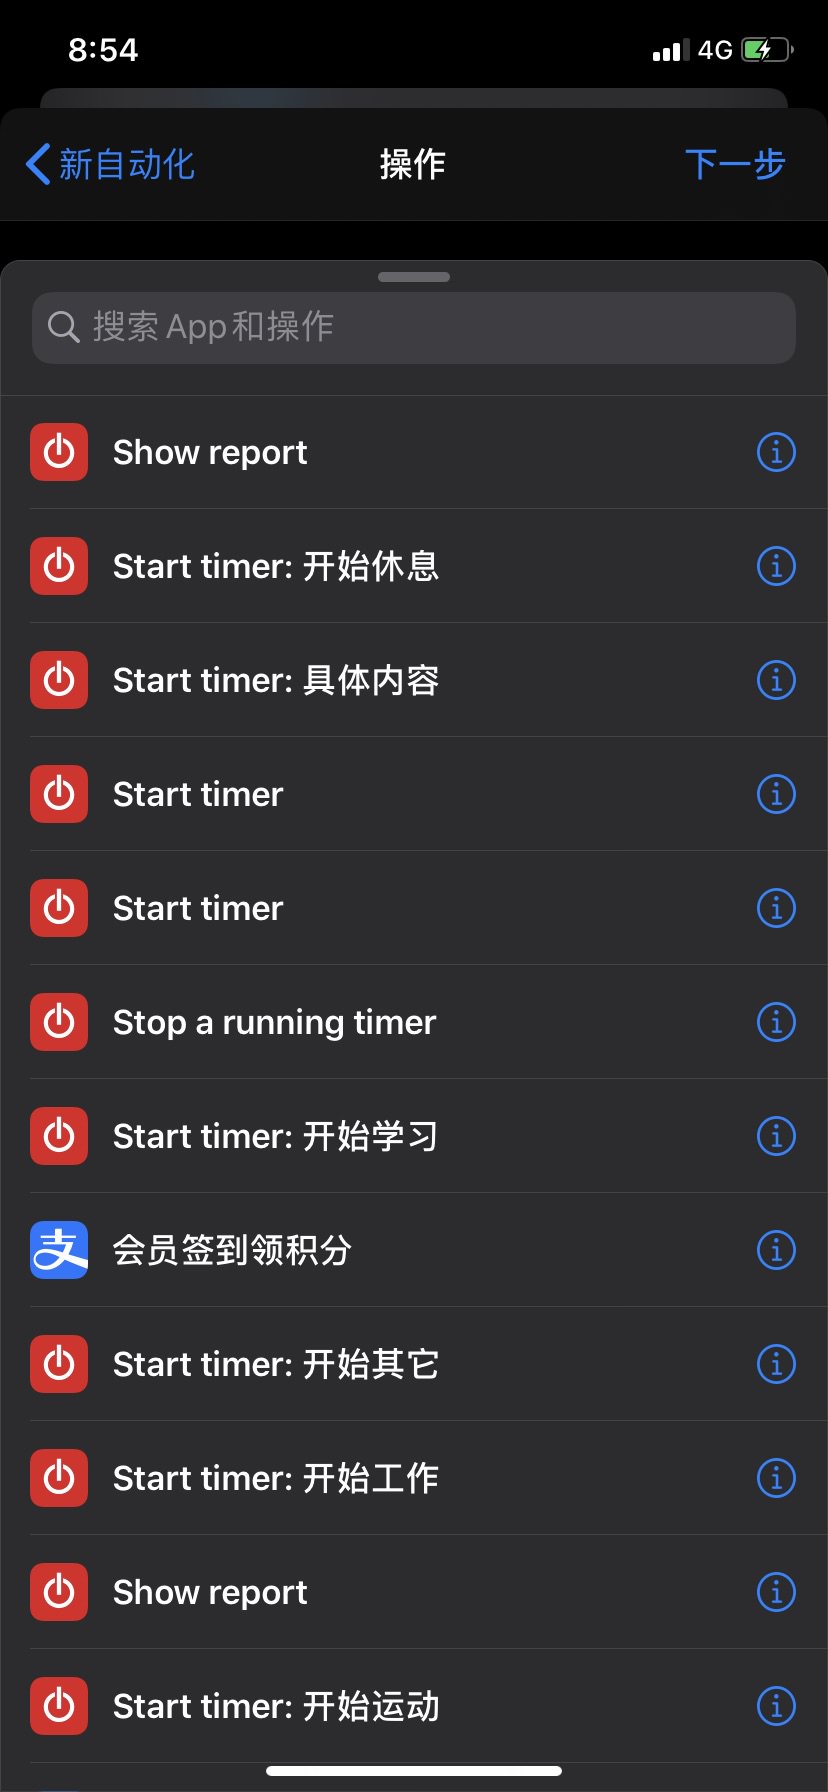 8:54
4G
新自动化
操作
下一步
搜索 App 和操作
Show report
Start timer: 开始休息
Start timer: 具体内容
Start timer
Start timer
Stop a running timer
Start timer: 开始学习
支 会员签到领积分
Start timer: 开始其它
Start timer: 开始工作
Show report
Start timer: 开始运动